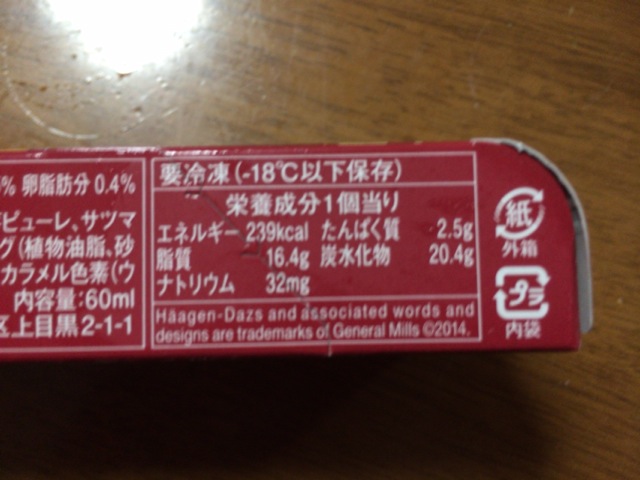 % 卵脂肪分 0.4%
ピューレ、サツマ
グ(植物油脂、砂
カラメル色素(ウ
内容量:60ml
区上目黒2-1-1
要冷凍(-18℃以下保存)
栄養成分1個当り
エネルギー 239kcal たんぱく質 2.5g
脂質 16.4g 炭水化物 20.4g
ナトリウム 32mg
Häagen-Dazs and associated words and
designs are trademarks of General Mills ©2014.
紙
外箱
プラ
内袋